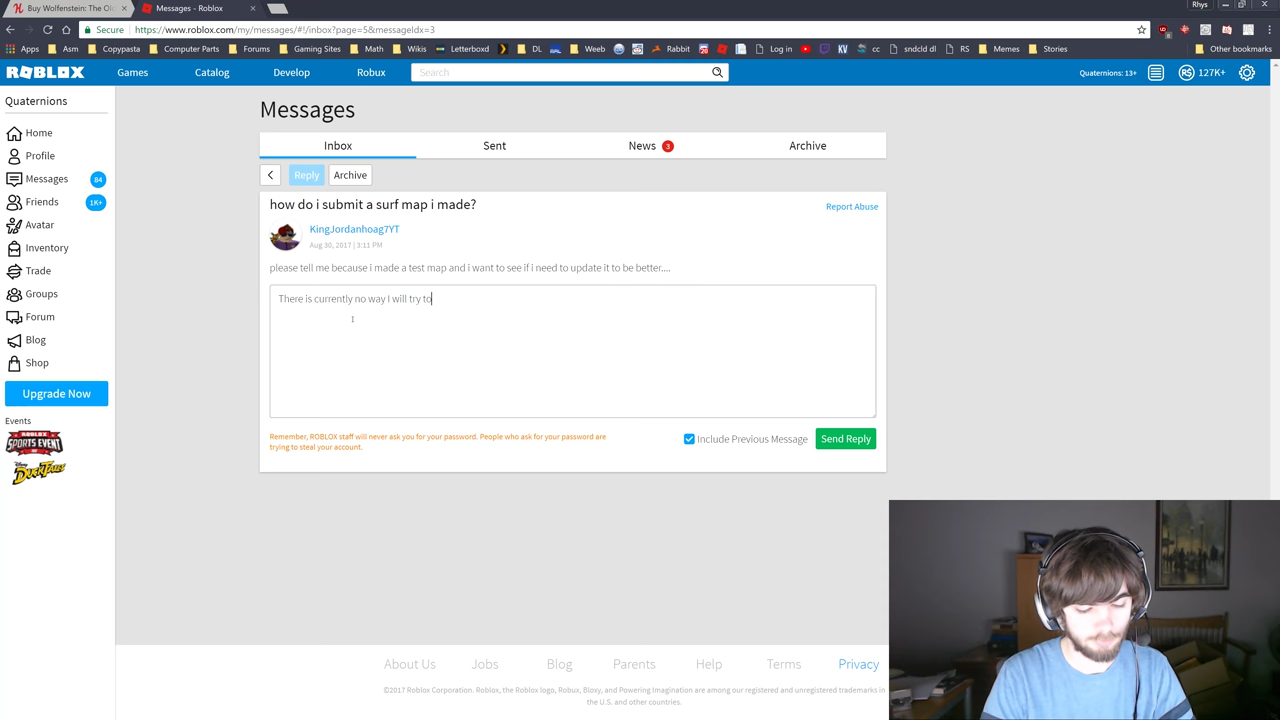 Buy Wolfenstein: The Old
Messages - Roblox
Rhys
Secure
https://www.roblox.com/my/messages/#!/inbox?page=5&messageIdx=3
Apps
Asm
Copypasta
Computer Parts
Forums
Gaming Sites
Math
Wikis
Letterboxd
DL
Weeb
Rabbit
Log in
KV
cc
sndcld dl
RS
Memes
Stories
Other bookmarks
ROBLOX
Games
Catalog
Develop
Robux
Search
Quaternions: 13+
R$ 127K+
Quaternions
Home
Profile
Messages 84
Friends 1K+
Avatar
Inventory
Trade
Groups
Forum
Blog
Shop
Upgrade Now
Events
ROBLOX SPORTS EVENT
DUCKTALES
Messages
Inbox
Sent
News 3
Archive
Reply
Archive
how do i submit a surf map i made?
Report Abuse
KingJordanhoag7YT
Aug 30, 2017 | 3:11 PM
please tell me because i made a test map and i want to see if i need to update it to be better....
There is currently no way I will try to
Remember, ROBLOX staff will never ask you for your password. People who ask for your password are
trying to steal your account.
Include Previous Message
Send Reply
About Us
Jobs
Blog
Parents
Help
Terms
Privacy
©2017 Roblox Corporation. Roblox, the Roblox logo, Robux, Bloxy, and Powering Imagination are among our registered and unregistered trademarks in
the U.S. and other countries.